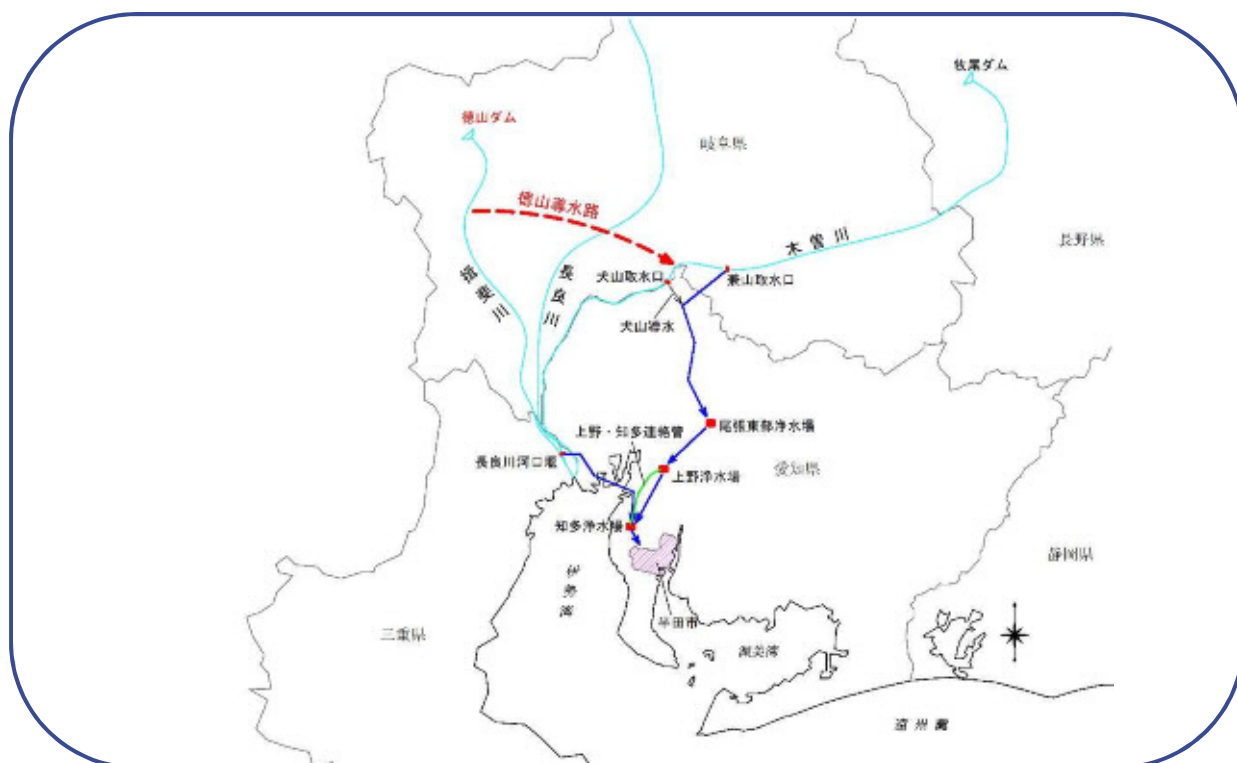 牧尾ダム
徳山ダム
岐阜県
徳山導水路
木曽川
長野県
揖斐川
長良川
犬山取水口
兼山取水口
犬山導水
尾張東部浄水場
上野・知多連絡管
長良川河口堰
上野浄水場
愛知県
知多浄水場
静岡県
伊勢湾
半田市
三重県
渥美湾
遠州灘